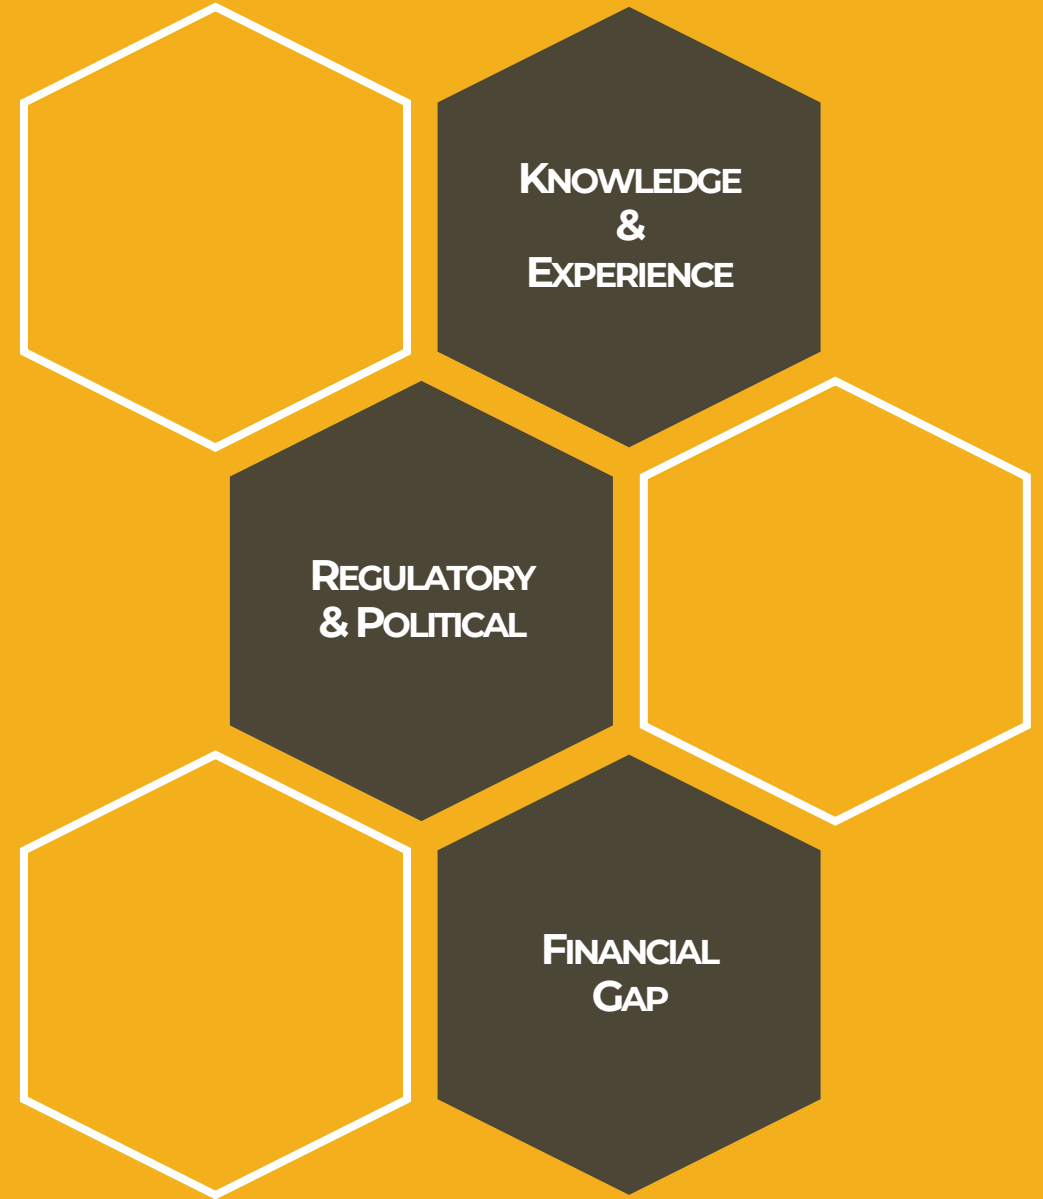 Knowledge
&
Experience
Regulatory
& Political
Financial
Gap